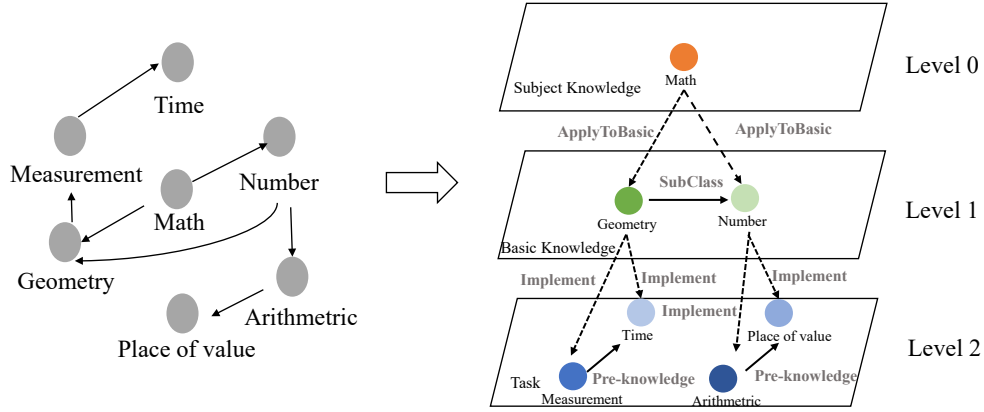 Time
Measurement
Number
Math
Geometry
Arithmetric
Place of value
Level 0
Math
Subject Knowledge
ApplyToBasic
ApplyToBasic
Level 1
SubClass
Geometry
Number
Basic Knowledge
Implement
Implement
Implement
Implement
Time
Place of value
Level 2
Task
Pre-knowledge
Pre-knowledge
Measurement
Arithmetric